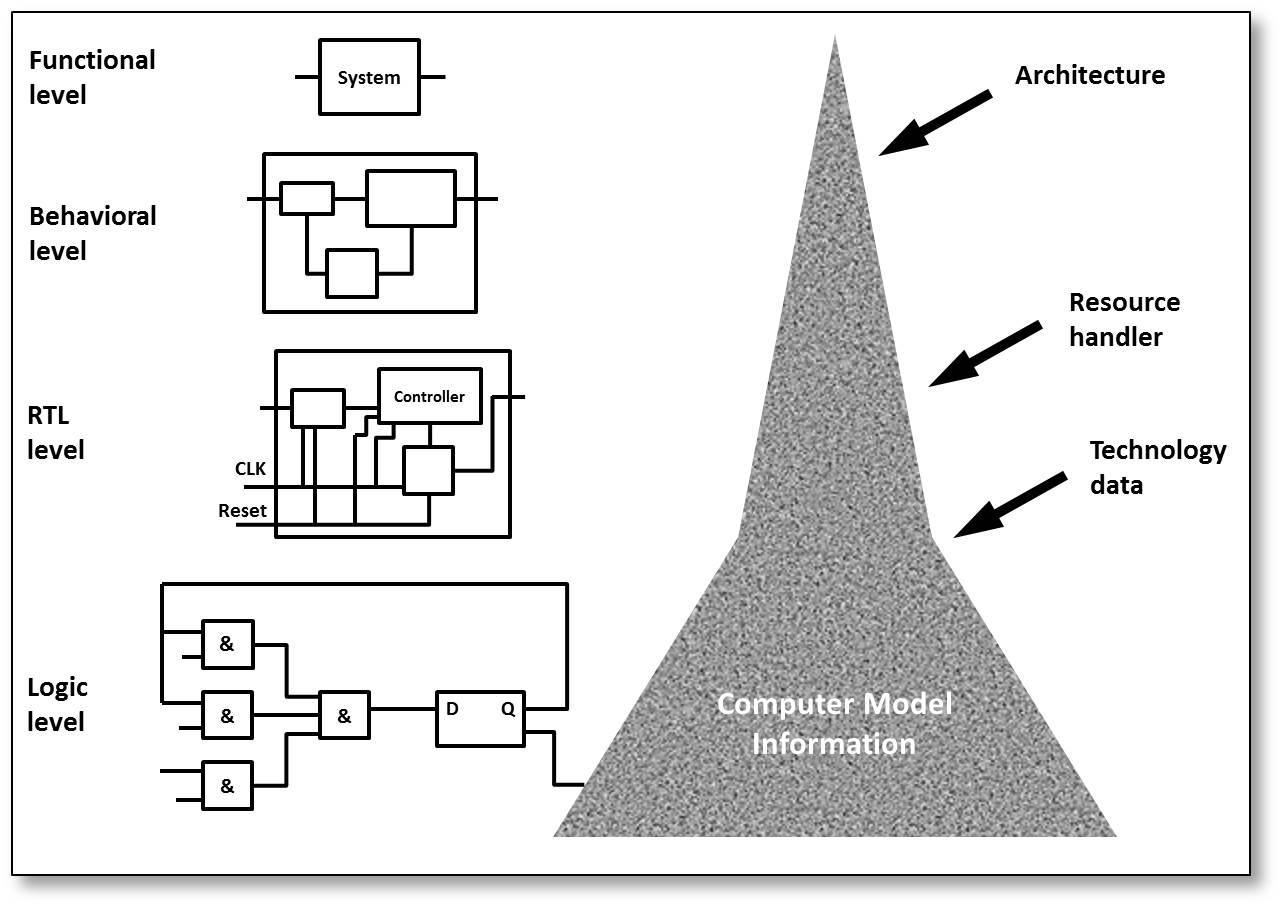 Functional
level
System
Architecture
Behavioral
level
Resource
handler
RTL
level
Controller
CLK
Reset
Technology
data
Logic
level
&
&
&
&
D Q
Computer Model
Information